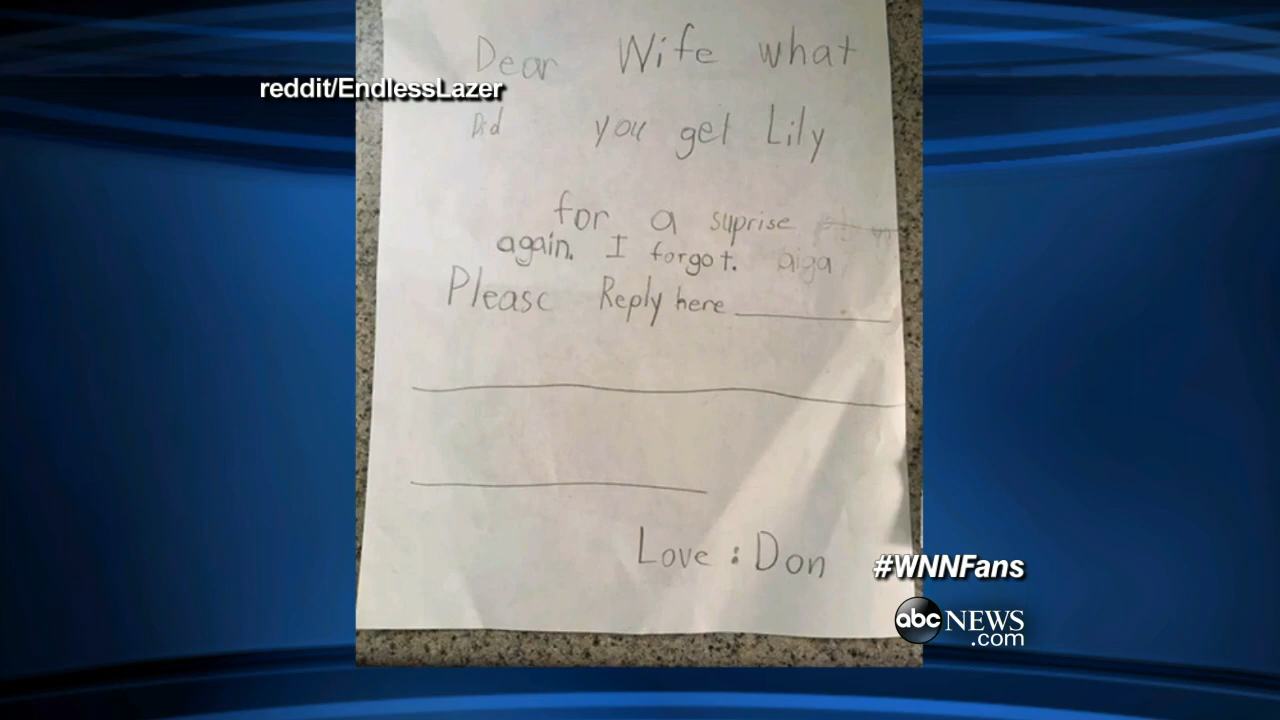 Dear Wife what
reddit/EndlessLazer
Did you get Lily
for a suprise
again. I forgot. aiga
Please Reply here
Love : Don
#WNNFans
abc NEWS
.com